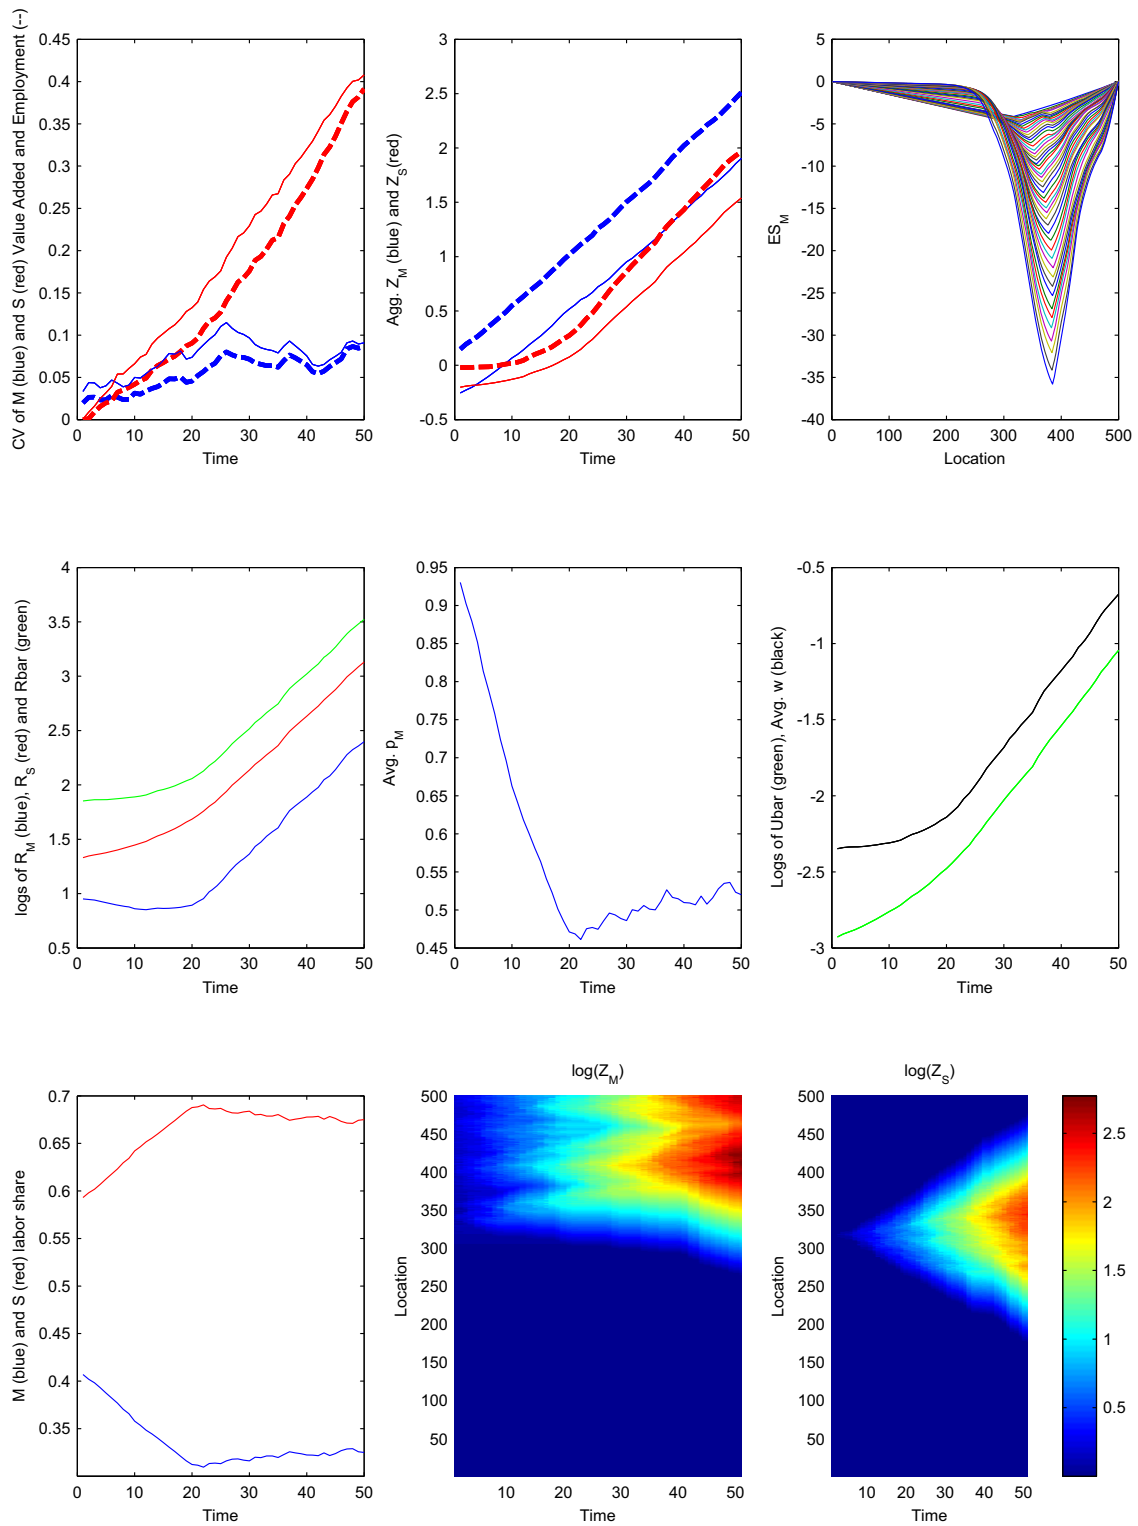 CV of M (blue) and S (red) Value Added and Employment (--)
0.45
0.4
0.35
0.3
0.25
0.2
0.15
0.1
0.05
0
0 10 20 30 40 50
Time
Agg. Z_M (blue) and Z_S(red)
3
2.5
2
1.5
1
0.5
0
-0.5
0 10 20 30 40 50
Time
ES_M
5
0
-5
-10
-15
-20
-25
-30
-35
-40
0 100 200 300 400 500
Location
logs of R_M (blue), R_S (red) and Rbar (green)
4
3.5
3
2.5
2
1.5
1
0.5
0 10 20 30 40 50
Time
Avg. p_M
0.95
0.9
0.85
0.8
0.75
0.7
0.65
0.6
0.55
0.5
0.45
0 10 20 30 40 50
Time
Logs of Ubar (green), Avg. w (black)
-0.5
-1
-1.5
-2
-2.5
-3
0 10 20 30 40 50
Time
M (blue) and S (red) labor share
0.7
0.65
0.6
0.55
0.5
0.45
0.4
0.35
0 10 20 30 40 50
Time
log(Z_M)
Location
500
450
400
350
300
250
200
150
100
50
10 20 30 40 50
Time
log(Z_S)
Location
500
450
400
350
300
250
200
150
100
50
10 20 30 40 50
Time
2.5
2
1.5
1
0.5